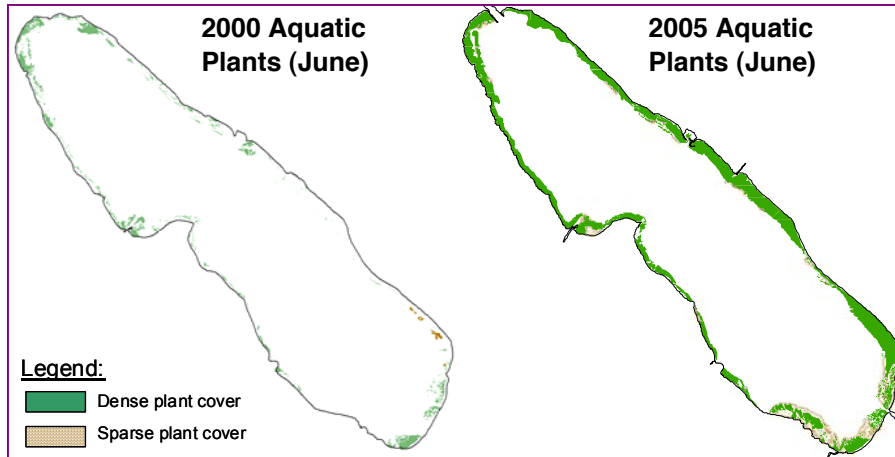 2000 Aquatic
Plants (June)
2005 Aquatic
Plants (June)
Legend:
Dense plant cover
Sparse plant cover